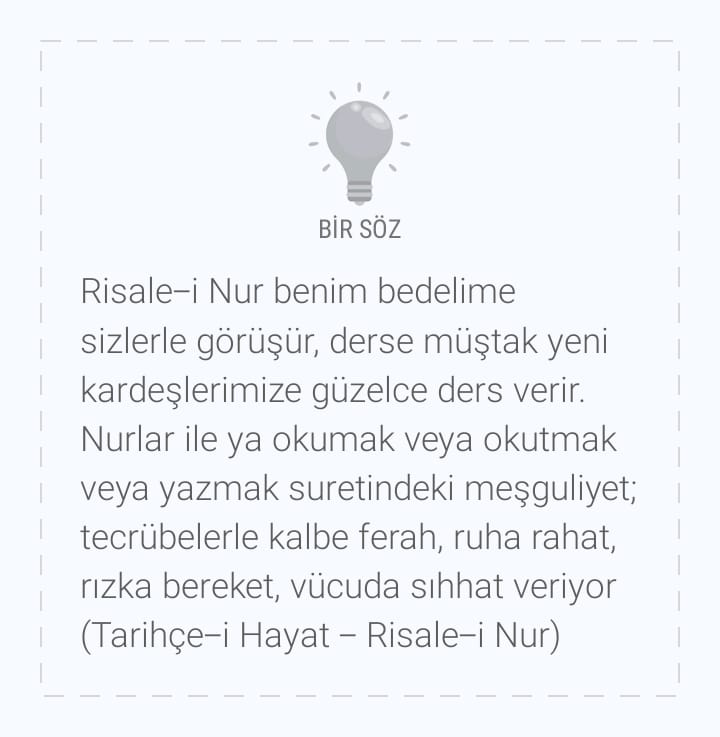 BİR SÖZ
Risale–i Nur benim bedelime
sizlerle görüşür, derse müştak yeni
kardeşlerimize güzelce ders verir.
Nurlar ile ya okumak veya okutmak
veya yazmak suretindeki meşguliyet;
tecrübelerle kalbe ferah, ruha rahat,
rızka bereket, vücuda sıhhat veriyor
(Tarihçe–i Hayat – Risale–i Nur)